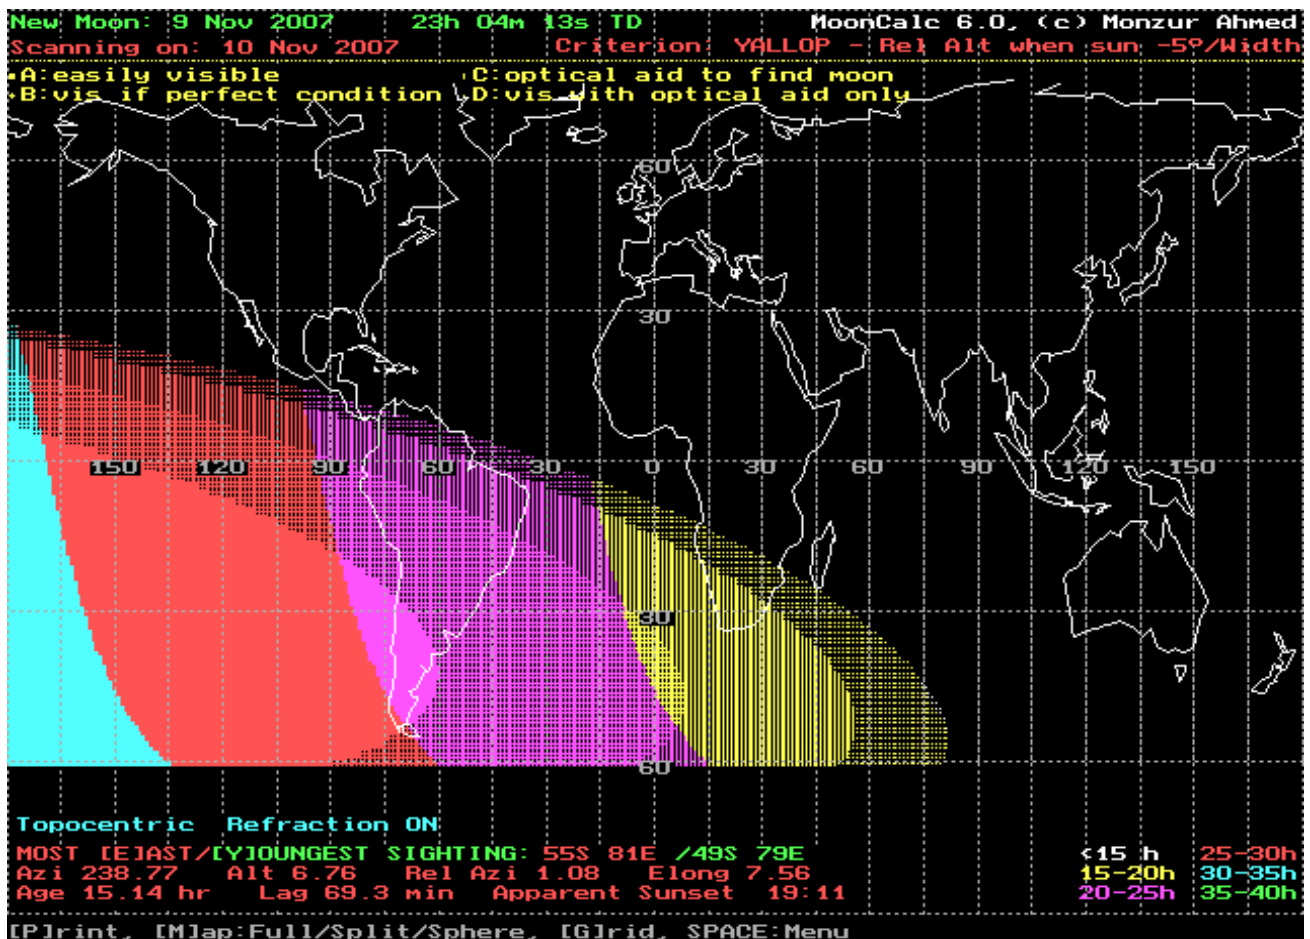 New Moon: 9 Nov 2007 23h 04m 13s TD MoonCalc 6.0, (c) Monzur Ahmed
Scanning on: 10 Nov 2007 Criterion: YALLOP - Rel Alt when sun -5º/Width
A:easily visible C:optical aid to find moon
B:vis if perfect condition D:vis with optical aid only
60
30
150 120 90 60 30 0 30 60 90 120 150
30
60
Topocentric Refraction ON
MOST [E]AST/[Y]OUNGEST SIGHTING: 55S 81E /49S 79E <15 h 25-30h
Azi 238.77 Alt 6.76 Rel Azi 1.08 Elong 7.56 15-20h 30-35h
Age 15.14 hr Lag 69.3 min Apparent Sunset 19:11 20-25h 35-40h
[P]rint, [M]ap:Full/Split/Sphere, [G]rid, SPACE:Menu